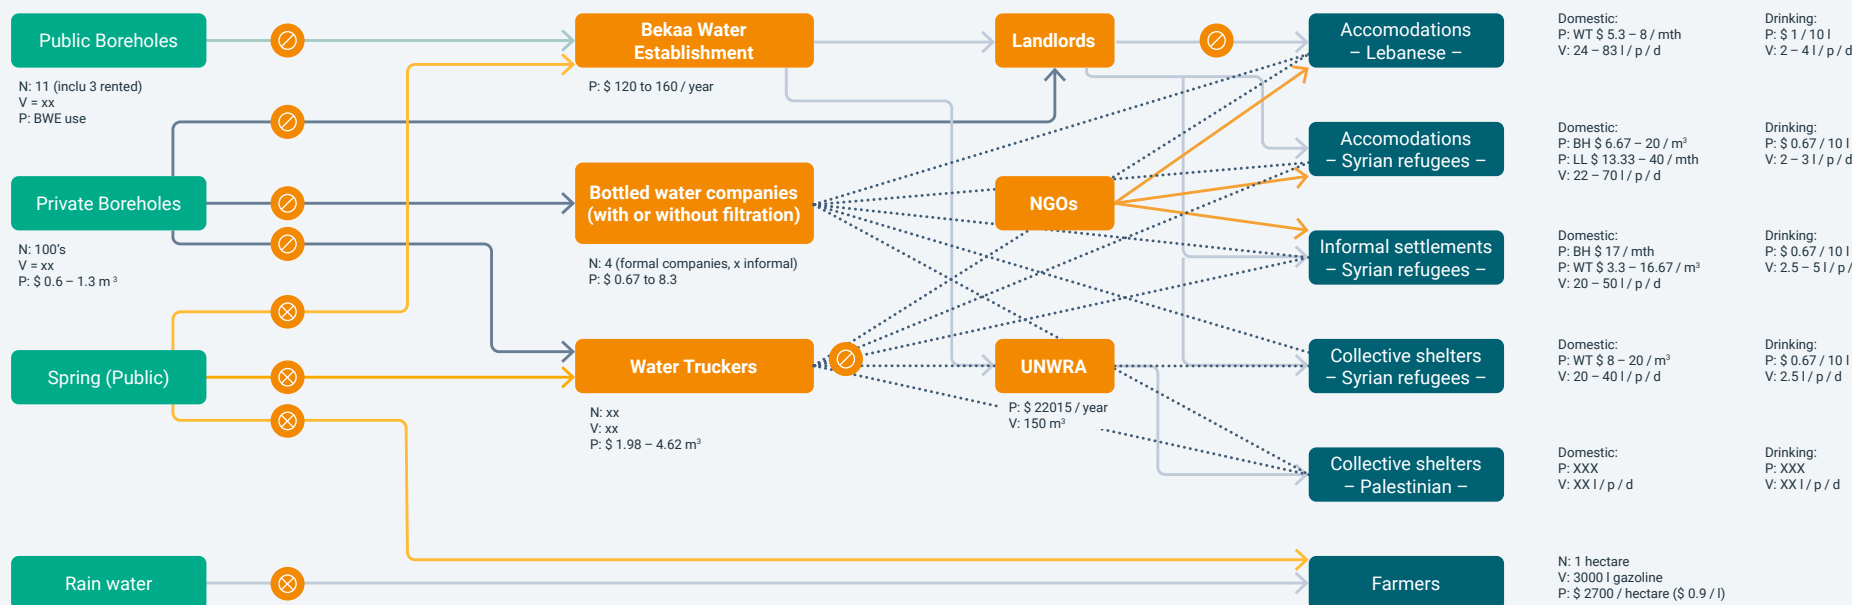 Public Boreholes
N: 11 (inclu 3 rented)
V = xx
P: BWE use
Private Boreholes
N: 100's
V = xx
P: $ 0.6 – 1.3 m³
Spring (Public)
Rain water
Bekaa Water
Establishment
P: $ 120 to 160 / year
Bottled water companies
(with or without filtration)
N: 4 (formal companies, x informal)
P: $ 0.67 to 8.3
Water Truckers
N: xx
V: xx
P: $ 1.98 – 4.62 m³
Landlords
NGOs
UNWRA
P: $ 22015 / year
V: 150 m³
Accomodations
– Lebanese –
Domestic:
P: WT $ 5.3 – 8 / mth
V: 24 – 83 l / p / d
Drinking:
P: $ 1 / 10 l
V: 2 – 4 l / p / d
Accomodations
– Syrian refugees –
Domestic:
P: BH $ 6.67 – 20 / m³
P: LL $ 13.33 – 40 / mth
V: 22 – 70 l / p / d
Drinking:
P: $ 0.67 / 10 l
V: 2 – 3 l / p / d
Informal settlements
– Syrian refugees –
Domestic:
P: BH $ 17 / mth
P: WT $ 3.3 – 16.67 / m³
V: 20 – 50 l / p / d
Drinking:
P: $ 0.67 / 10 l
V: 2.5 – 5 l / p /
Collective shelters
– Syrian refugees –
Domestic:
P: WT $ 8 – 20 / m³
V: 20 – 40 l / p / d
Drinking:
P: $ 0.67 / 10 l
V: 2.5 l / p / d
Collective shelters
– Palestinian –
Domestic:
P: XXX
V: XX l / p / d
Drinking:
P: XXX
V: XX l / p / d
Farmers
N: 1 hectare
V: 3000 l gazoline
P: $ 2700 / hectare ($ 0.9 / l)